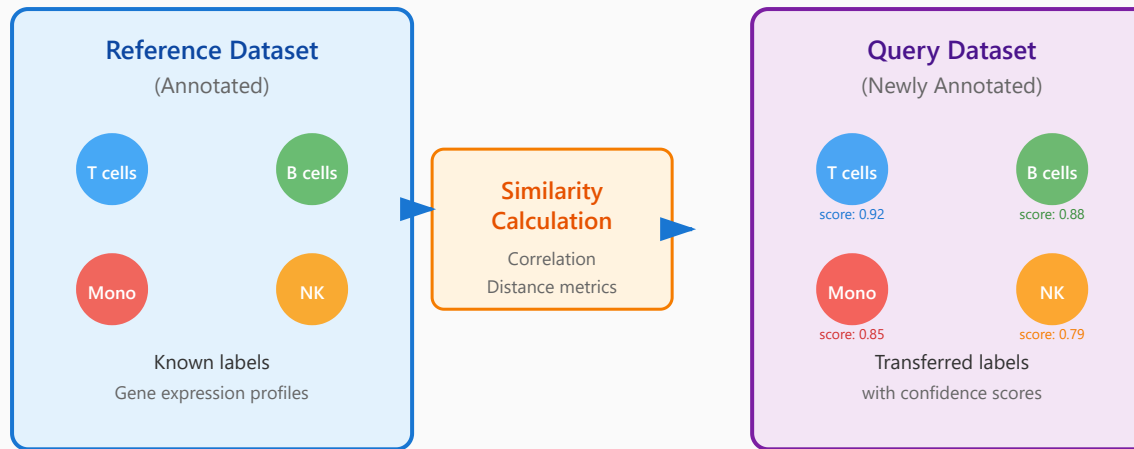 Reference Dataset
(Annotated)
T cells
B cells
Mono
NK
Known labels
Gene expression profiles
Similarity
Calculation
Correlation
Distance metrics
Query Dataset
(Newly Annotated)
T cells
score: 0.92
B cells
score: 0.88
Mono
score: 0.85
NK
score: 0.79
Transferred labels
with confidence scores